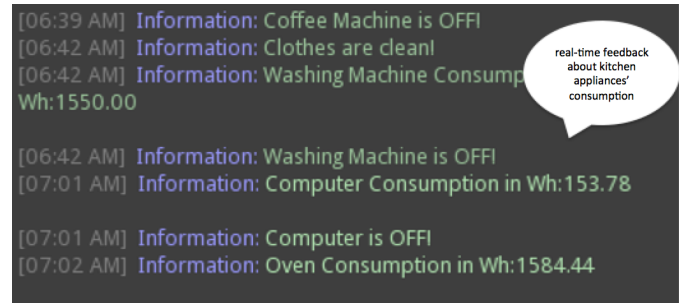 [06:39 AM] Information: Coffee Machine is OFF!
[06:42 AM] Information: Clothes are clean!
[06:42 AM] Information: Washing Machine Consump
Wh:1550.00
[06:42 AM] Information: Washing Machine is OFF!
[07:01 AM] Information: Computer Consumption in Wh:153.78
[07:01 AM] Information: Computer is OFF!
[07:02 AM] Information: Oven Consumption in Wh:1584.44
real-time feedback
about kitchen
appliances’
consumption